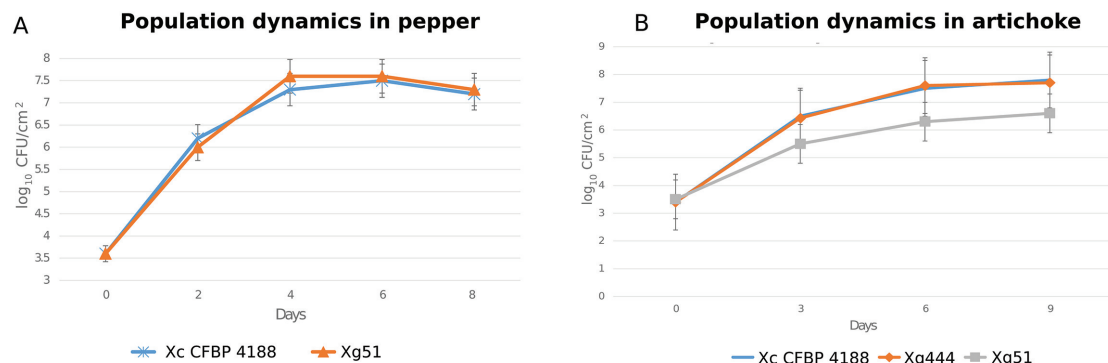 A
Population dynamics in pepper
8
7.5
7
6.5
6
5.5
5
4.5
4
3.5
3
log10 CFU/cm2
0 2 4 6 8
Days
Xc CFBP 4188 Xg51
B
Population dynamics in artichoke
9
8
7
6
5
4
3
2
1
0
log10 CFU/cm2
0 3 6 9
Days
Xc CFBP 4188 Xg444 Xg51